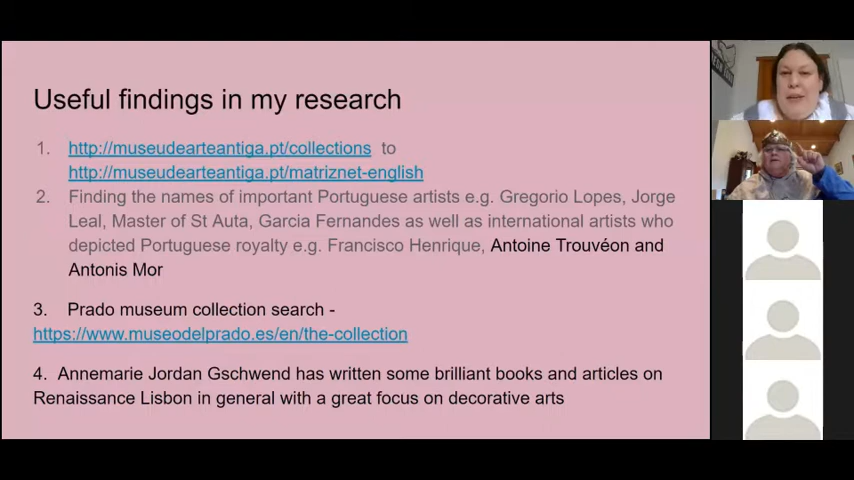 Useful findings in my research
1. http://museudearteantiga.pt/collections to
http://museudearteantiga.pt/matriznet-english
2. Finding the names of important Portuguese artists e.g. Gregorio Lopes, Jorge
Leal, Master of St Auta, Garcia Fernandes as well as international artists who
depicted Portuguese royalty e.g. Francisco Henrique, Antoine Trouvéon and
Antonis Mor
3. Prado museum collection search -
https://www.museodelprado.es/en/the-collection
4. Annemarie Jordan Gschwend has written some brilliant books and articles on
Renaissance Lisbon in general with a great focus on decorative arts